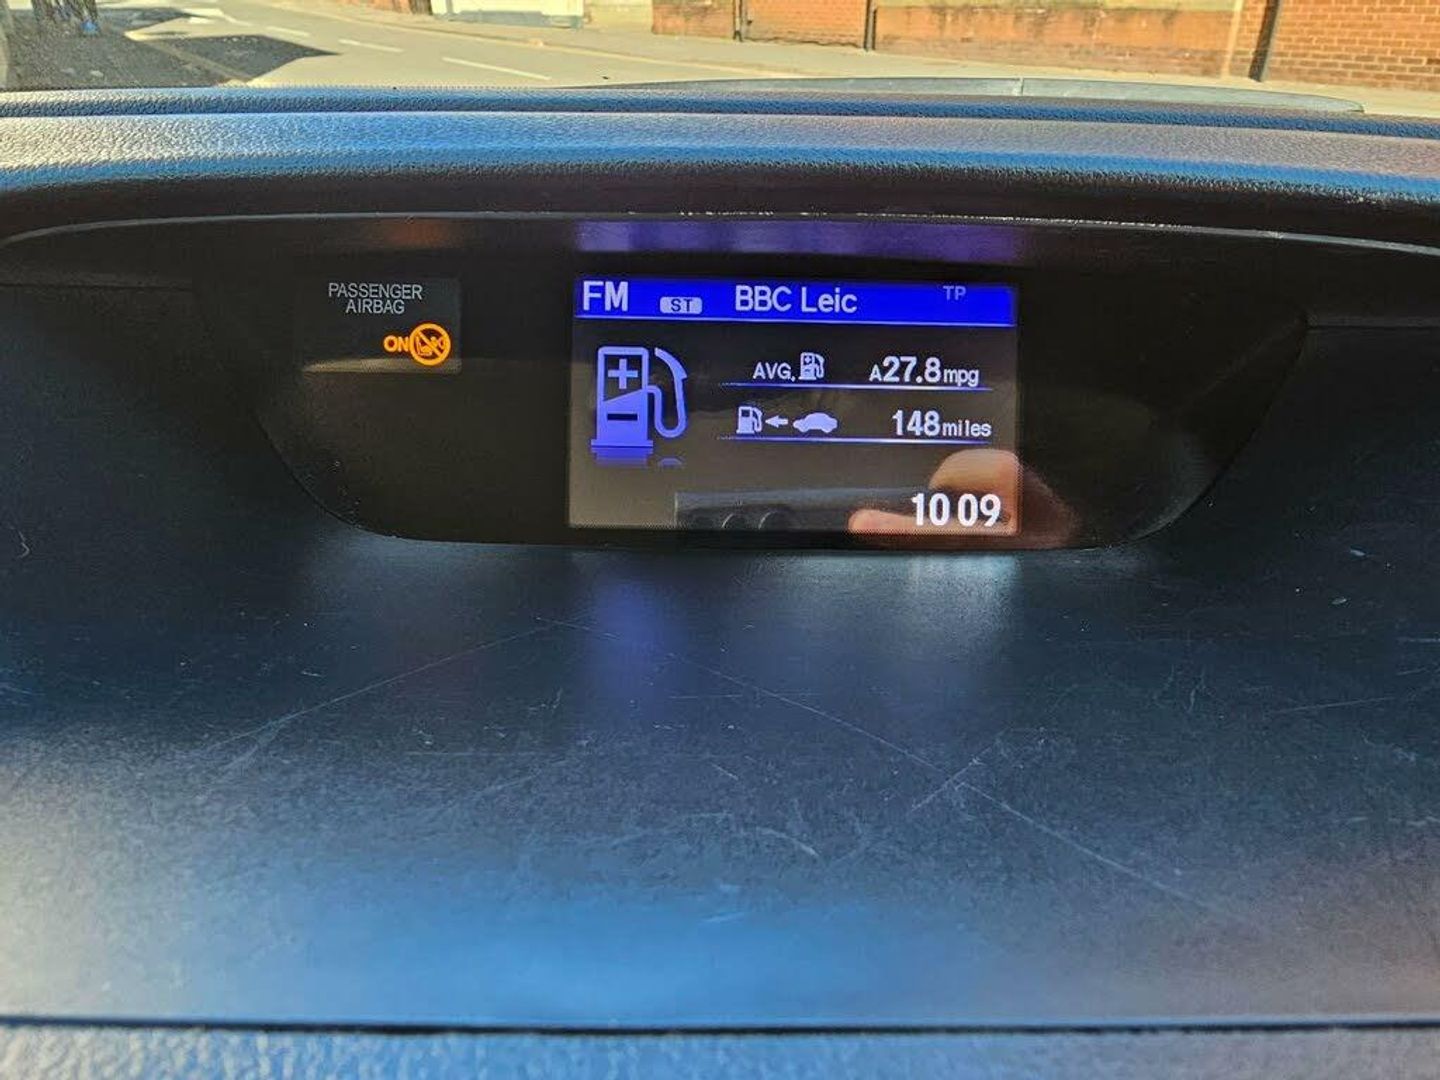 PASSENGER
AIRBAG
ON
FM ST BBC Leic TP
AVG. A27.8mpg
148miles
10 09